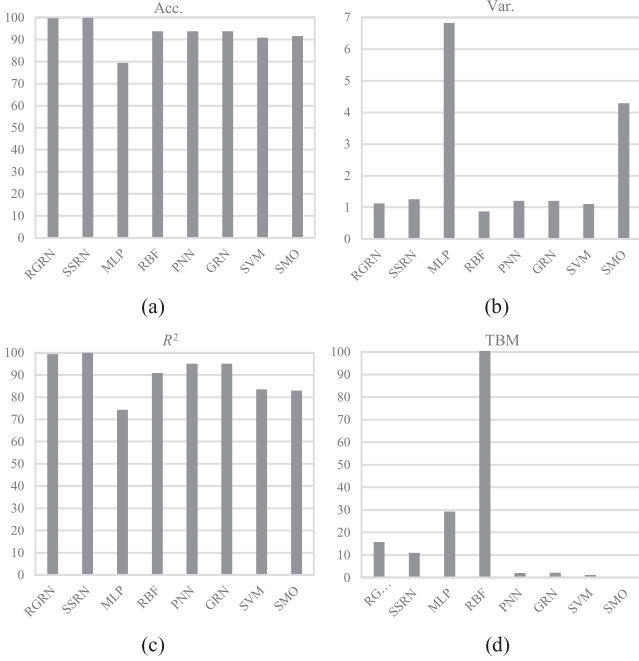 Acc.
100
90
80
70
60
50
40
30
20
10
0
RGRN
SSRN
MLP
RBF
PNN
GRN
SVM
SMO
(a)
Var.
7
6
5
4
3
2
1
0
RGRN
SSRN
MLP
RBF
PNN
GRN
SVM
SMO
(b)
R²
100
90
80
70
60
50
40
30
20
10
0
RGRN
SSRN
MLP
RBF
PNN
GRN
SVM
SMO
(c)
TBM
100
90
80
70
60
50
40
30
20
10
0
RG...
SSRN
MLP
RBF
PNN
GRN
SVM
SMO
(d)